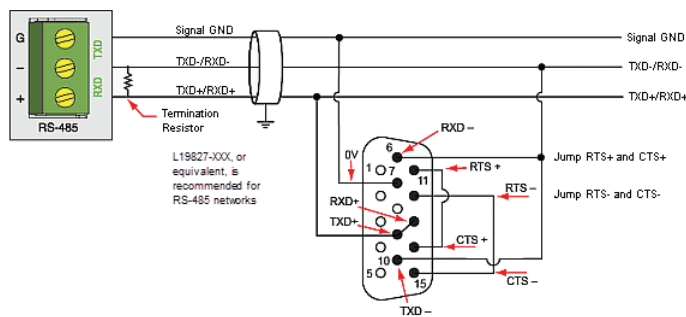 G
−
+
TXD
RXD
RS-485
Signal GND
TXD-/RXD-
TXD+/RXD+
Termination
Resistor
L19827-XXX, or
equivalent, is
recommended for
RS-485 networks
Signal GND
TXD-/RXD-
TXD+/RXD+
RXD −
6
0V
1
7
11
RTS +
RTS −
RXD+
TXD+
CTS +
10
5
15
CTS −
TXD −
Jump RTS+ and CTS+
Jump RTS- and CTS-